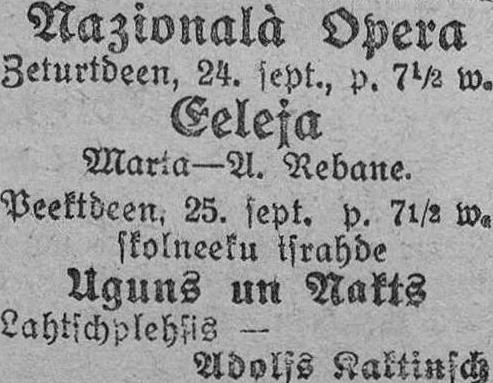 Nazionalà Opera
Zeturtdeen, 24. sept., p. 7½ w.
Eeleja
Maria—A. Rebane.
Peektdeen, 25. sept. p. 71/2 w.
skolneeku israhde
Uguns un Nakts
Lahtschplehsis —
Adolfs Kaktinsch